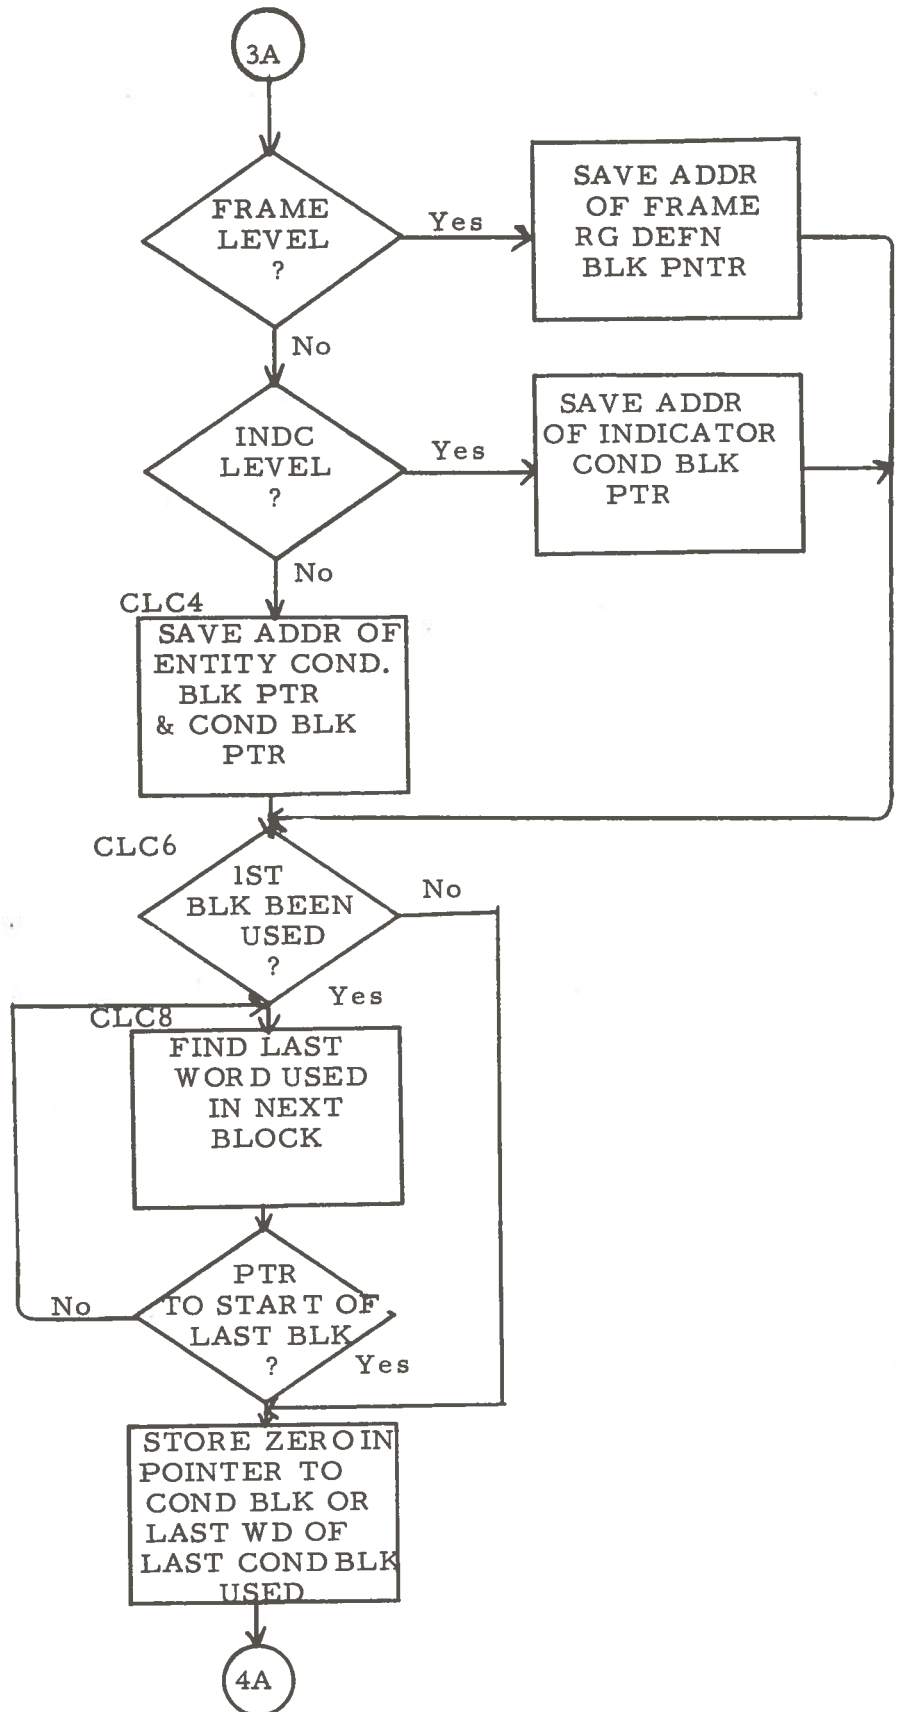 3A
FRAME
LEVEL
?
Yes
SAVE ADDR
OF FRAME
RG DEFN
BLK PNTR
No
INDC
LEVEL
?
Yes
SAVE ADDR
OF INDICATOR
COND BLK
PTR
No
CLC4
SAVE ADDR OF
ENTITY COND.
BLK PTR
& COND BLK
PTR
CLC6
1ST
BLK BEEN
USED
?
No
Yes
CLC8
FIND LAST
WORD USED
IN NEXT
BLOCK
PTR
TO START OF
LAST BLK
?
No
Yes
STORE ZERO IN
POINTER TO
COND BLK OR
LAST WD OF
LAST COND BLK
USED
4A